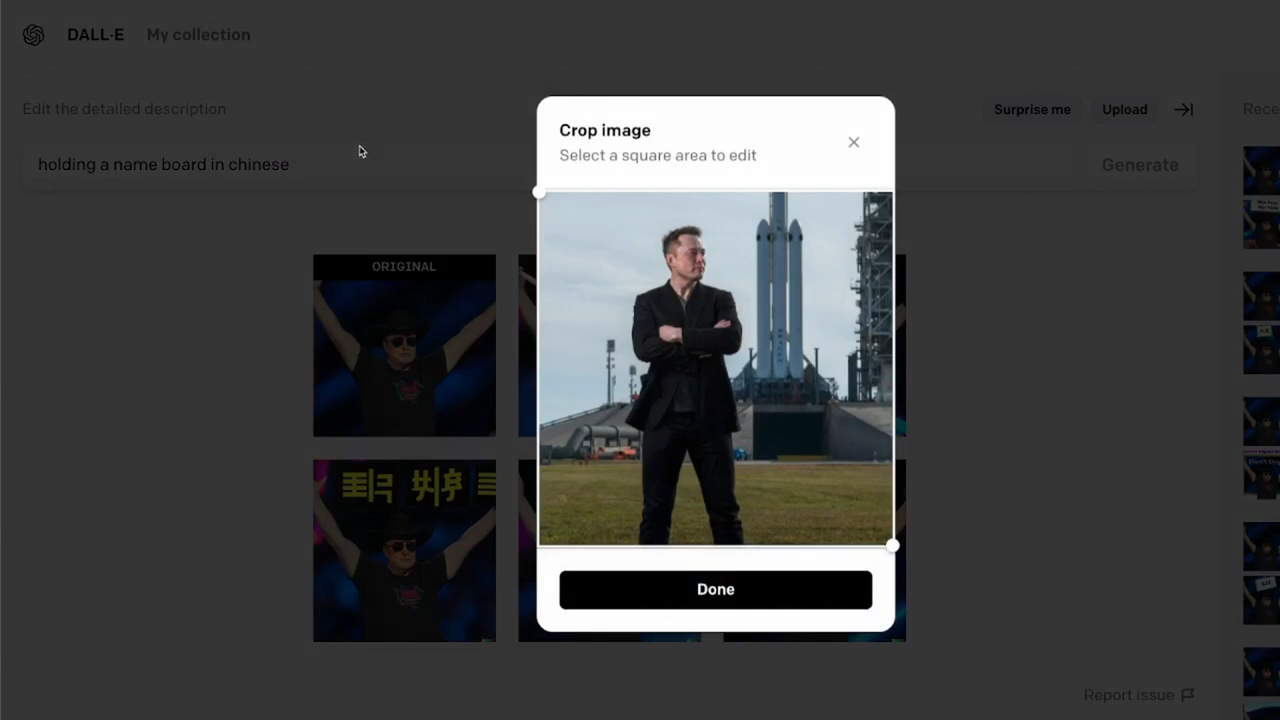 DALL·E
My collection
Edit the detailed description
Surprise me
Upload
Rece
holding a name board in chinese
Generate
Crop image
Select a square area to edit
ORIGINAL
Done
Report issue